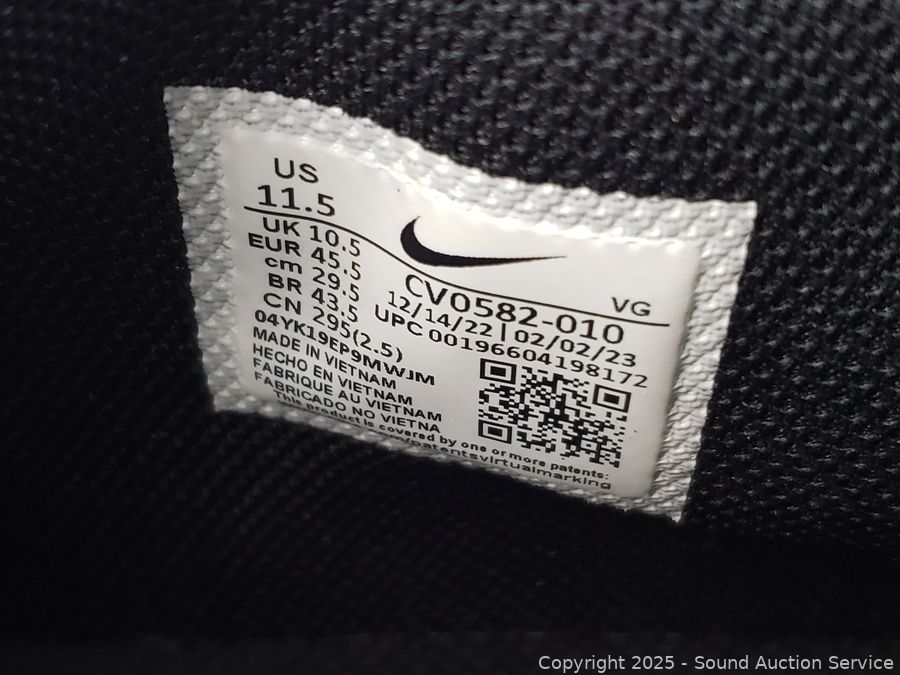 US
11.5
UK 10.5
EUR 45.5
cm 29.5
BR 43.5
CN 295(2.5)
04YK19EP9MWJM
MADE IN VIETNAM
HECHO EN VIETNAM
FABRIQUE AU VIETNAM
FABRICADO NO VIETNA
VG
CV0582-010
12/14/22 | 02/02/23
UPC 00196604198172
This product is covered by one or more patents:
/patentsvirtualmarking
Copyright 2025 - Sound Auction Service